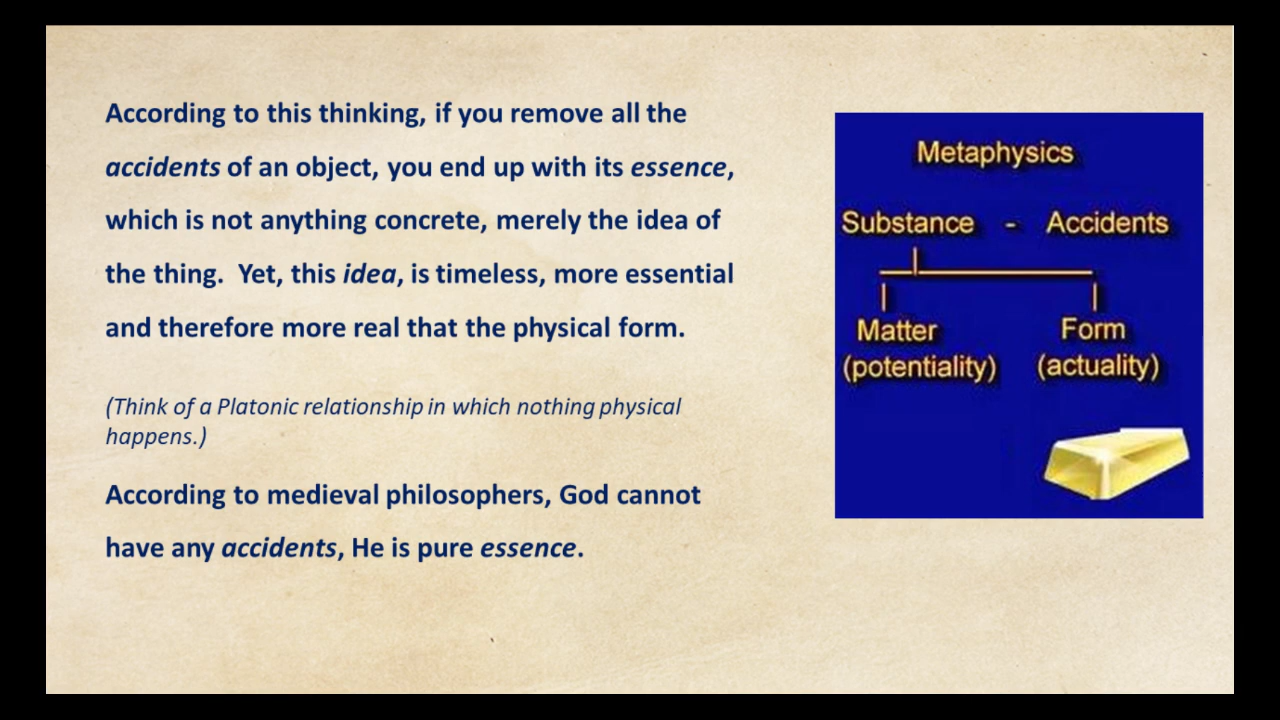 According to this thinking, if you remove all the
accidents of an object, you end up with its essence,
which is not anything concrete, merely the idea of
the thing.  Yet, this idea, is timeless, more essential
and therefore more real that the physical form.
(Think of a Platonic relationship in which nothing physical
happens.)
According to medieval philosophers, God cannot
have any accidents, He is pure essence.
Metaphysics
Substance - Accidents
Matter Form
(potentiality) (actuality)